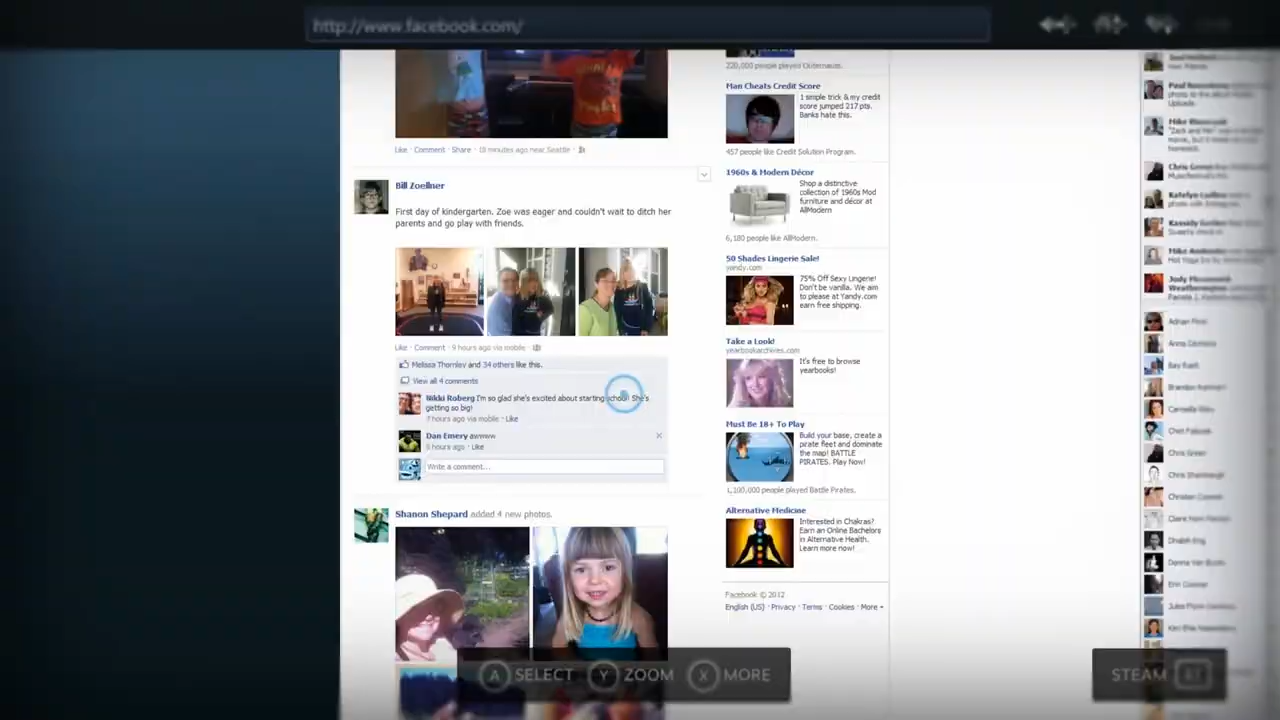 http://www.facebook.com/
220,000 people played
Like · Comment · Share · 18 minutes ago near Seattle ·
Bill Zoellner
First day of kindergarten. Zoe was eager and couldn't wait to ditch her
parents and go play with friends.
Like · Comment · 9 hours ago via mobile ·
Melissa Thornley and 34 others like this.
View all 4 comments
Nikki Roberg I'm so glad she's excited about starting school! She's
getting so big!
7 hours ago via mobile · Like
Dan Emery awwww
6 hours ago · Like
Write a comment...
Shanon Shepard added 4 new photos.
Man Cheats Credit Score
1 simple trick & my credit
score jumped 217 pts.
Banks hate this.
457 people like Credit Solution Program.
1960s & Modern Décor
Shop a distinctive
collection of 1960s Mod
furniture and décor at
AllModern
6,180 people like AllModern.
50 Shades Lingerie Sale!
yandy.com
75% Off Sexy Lingerie!
Don't be vanilla. We aim
to please at Yandy.com
earn free shipping.
Take a Look!
yearbookarchives.com
It's free to browse
yearbooks!
Must Be 18+ To Play
Build your base, create a
pirate fleet and dominate
the map! BATTLE
PIRATES. Play Now!
1,100,000 people played Battle Pirates.
Alternative Medicine
Interested in Chakras?
Earn an Online Bachelors
in Alternative Health.
Learn more now!
Facebook © 2012
English (US) · Privacy · Terms · Cookies · More
Chris Green
A SELECT Y ZOOM X MORE
STEAM